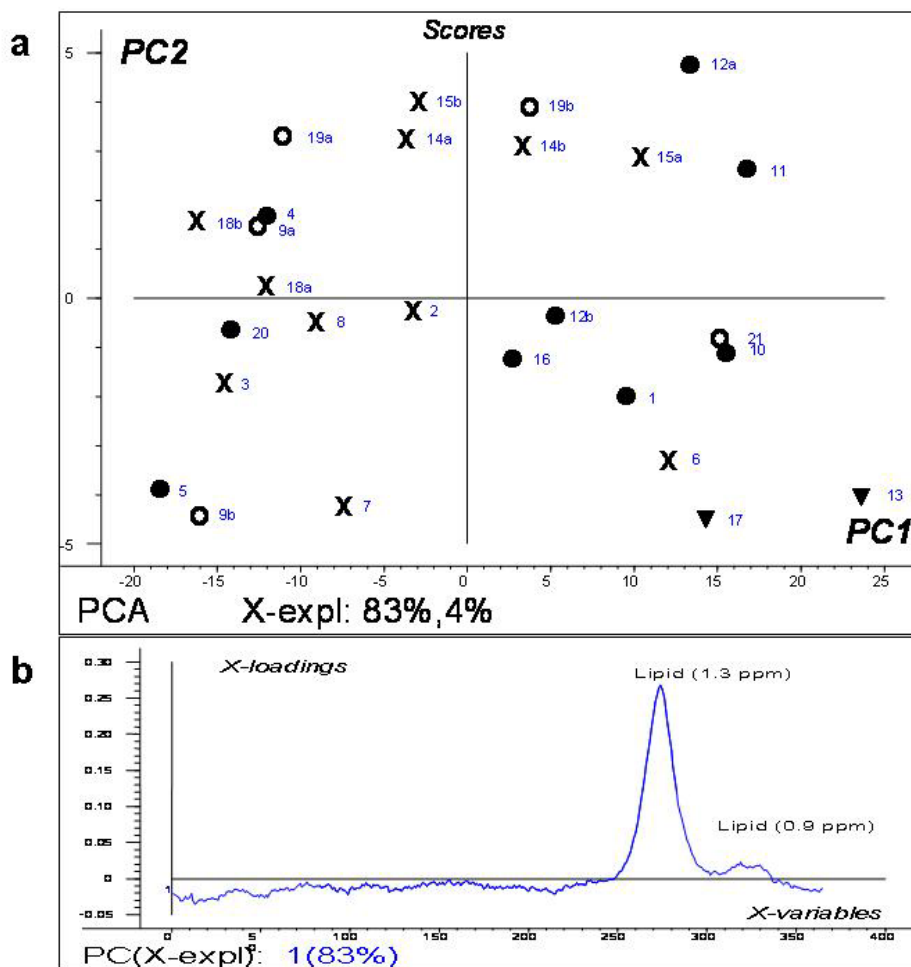 a
Scores
PC2
5
12a
15b
19b
19a
14a
14b
15a
11
4
18b
9a
18a
0
2
12b
8
20
21
16
10
3
1
6
5
13
9b
7
17
PC1
-5
-20 -15 -10 -5 0 5 10 15 20 25
PCA X-expl: 83%,4%
b
0.30
X-loadings
Lipid (1.3 ppm)
0.25
0.20
0.15
0.10
Lipid (0.9 ppm)
0.05
0
1
-0.05
X-variables
0 50 100 150 200 250 300 350 400
PC(X-expl): 1(83%)